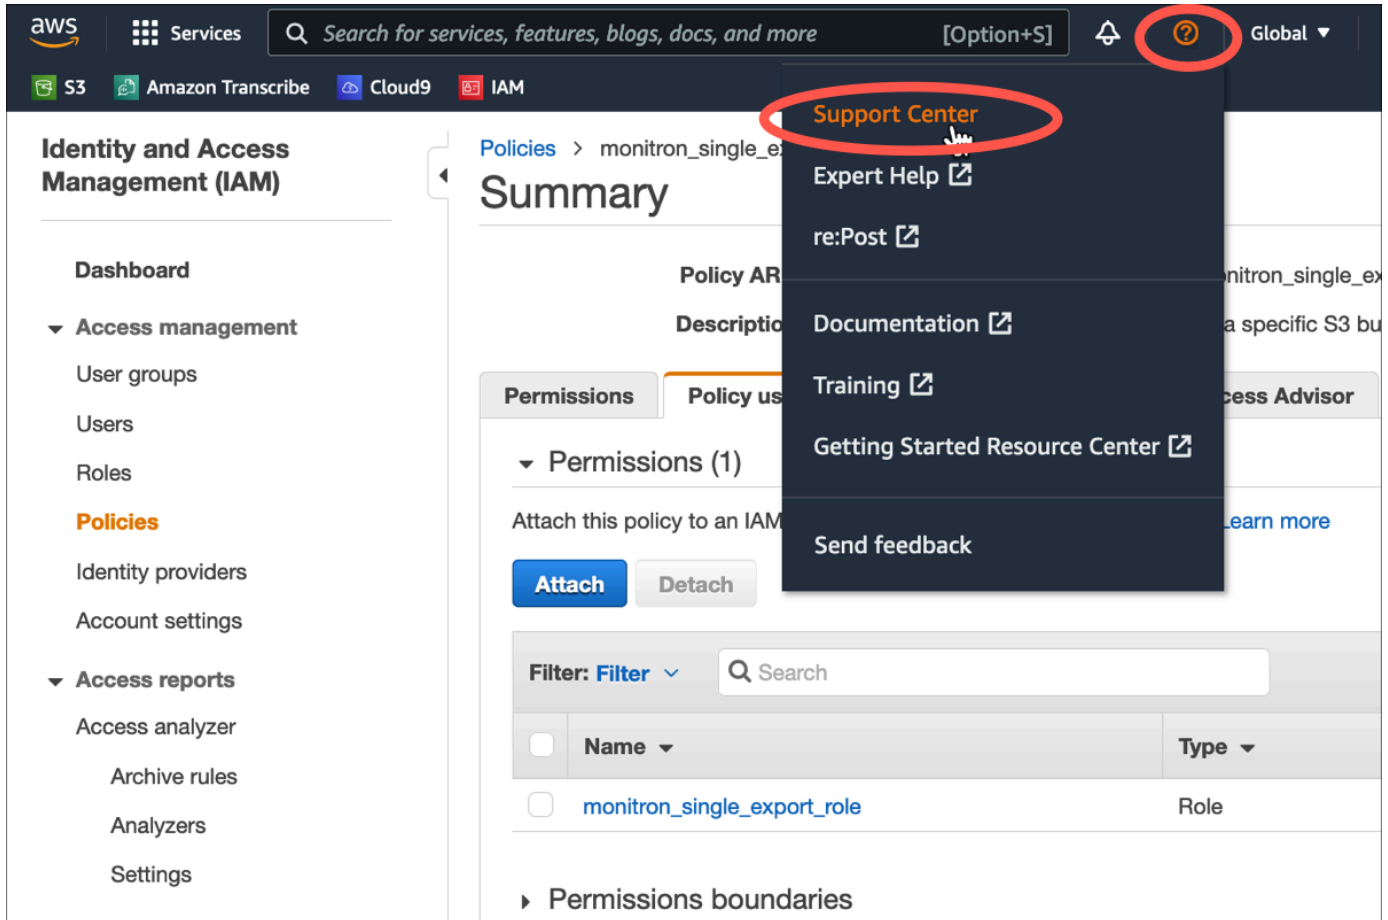 aws Services Search for services, features, blogs, docs, and more [Option+S] Global
S3 Amazon Transcribe Cloud9 IAM
Support Center
Expert Help
re:Post
Documentation
Training
Getting Started Resource Center
Send feedback
Identity and Access
Management (IAM)
Dashboard
Access management
User groups
Users
Roles
Policies
Identity providers
Account settings
Access reports
Access analyzer
Archive rules
Analyzers
Settings
Policies > monitron_single_e
Summary
Policy AR nitron_single_ex
Descriptio a specific S3 bu
Permissions Policy us cess Advisor
Permissions (1)
Attach this policy to an IAM Learn more
Attach Detach
Filter: Filter Search
Name Type
monitron_single_export_role Role
Permissions boundaries